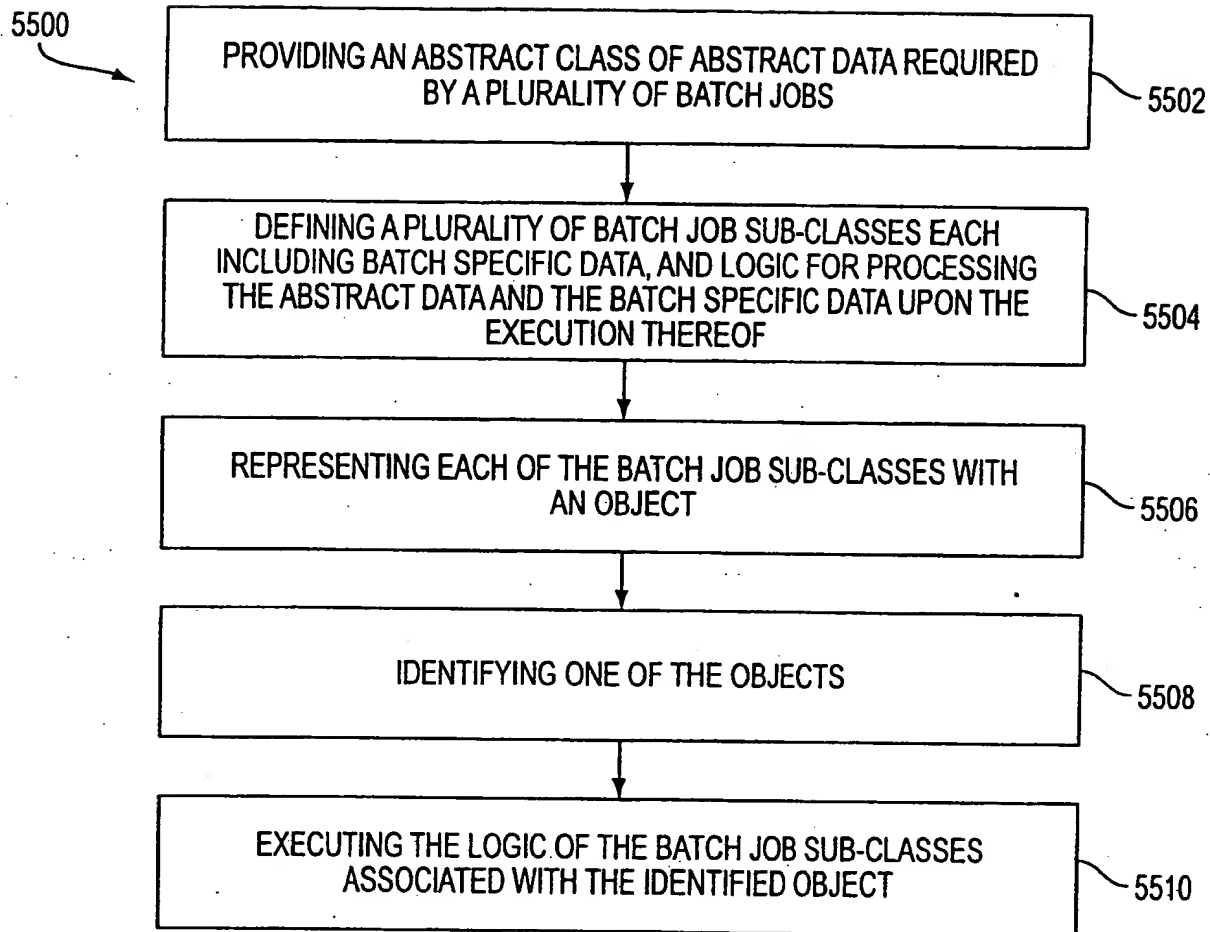 5500
PROVIDING AN ABSTRACT CLASS OF ABSTRACT DATA REQUIRED
BY A PLURALITY OF BATCH JOBS
5502
DEFINING A PLURALITY OF BATCH JOB SUB-CLASSES EACH
INCLUDING BATCH SPECIFIC DATA, AND LOGIC FOR PROCESSING
THE ABSTRACT DATA AND THE BATCH SPECIFIC DATA UPON THE
EXECUTION THEREOF
5504
REPRESENTING EACH OF THE BATCH JOB SUB-CLASSES WITH
AN OBJECT
5506
IDENTIFYING ONE OF THE OBJECTS
5508
EXECUTING THE LOGIC OF THE BATCH JOB SUB-CLASSES
ASSOCIATED WITH THE IDENTIFIED OBJECT
5510